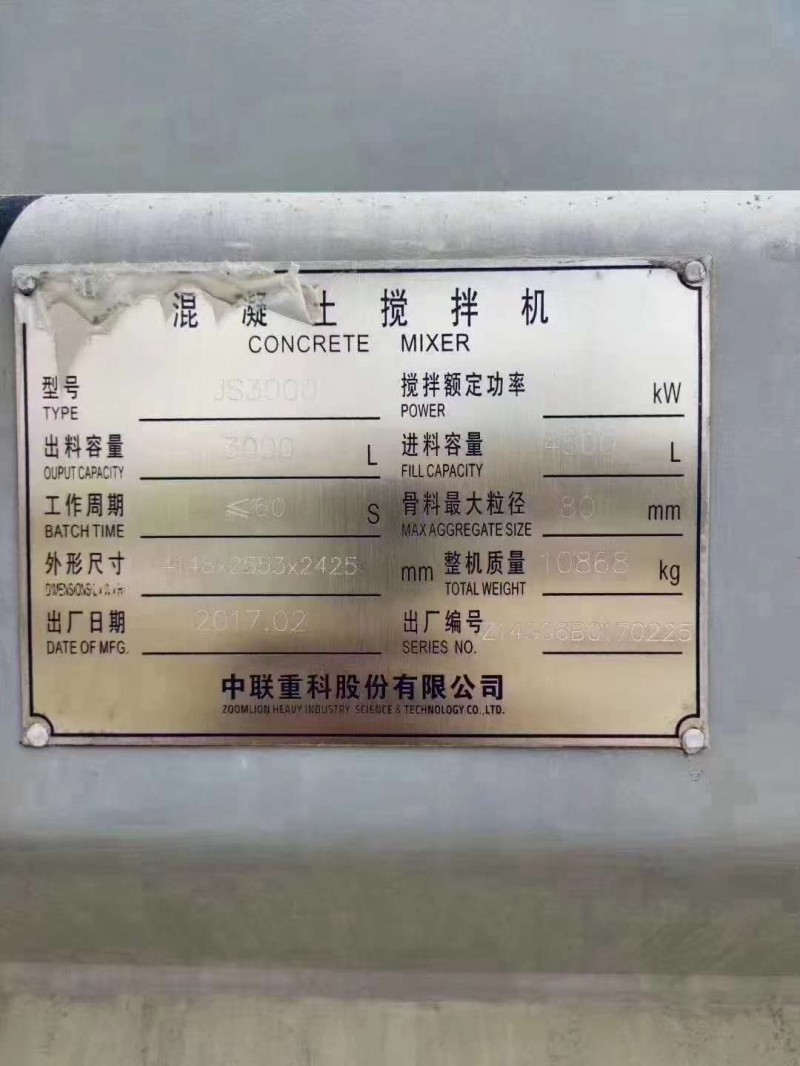 混凝土搅拌机
CONCRETE MIXER
型号 JS3000 搅拌额定功率 kW
TYPE POWER
出料容量 3000 L 进料容量 4500 L
OUPUT CAPACITY FILL CAPACITY
工作周期 ≤60 S 骨料最大粒径 80 mm
BATCH TIME MAX AGGREGATE SIZE
外形尺寸 4148x2553x2425 mm 整机质量 10868 kg
TOTAL WEIGHT
出厂日期 2017.02 出厂编号
DATE OF MFG. SERIES NO.
中联重科股份有限公司
ZOOMLION HEAVY INDUSTRY SCIENCE & TECHNOLOGY CO.,LTD.